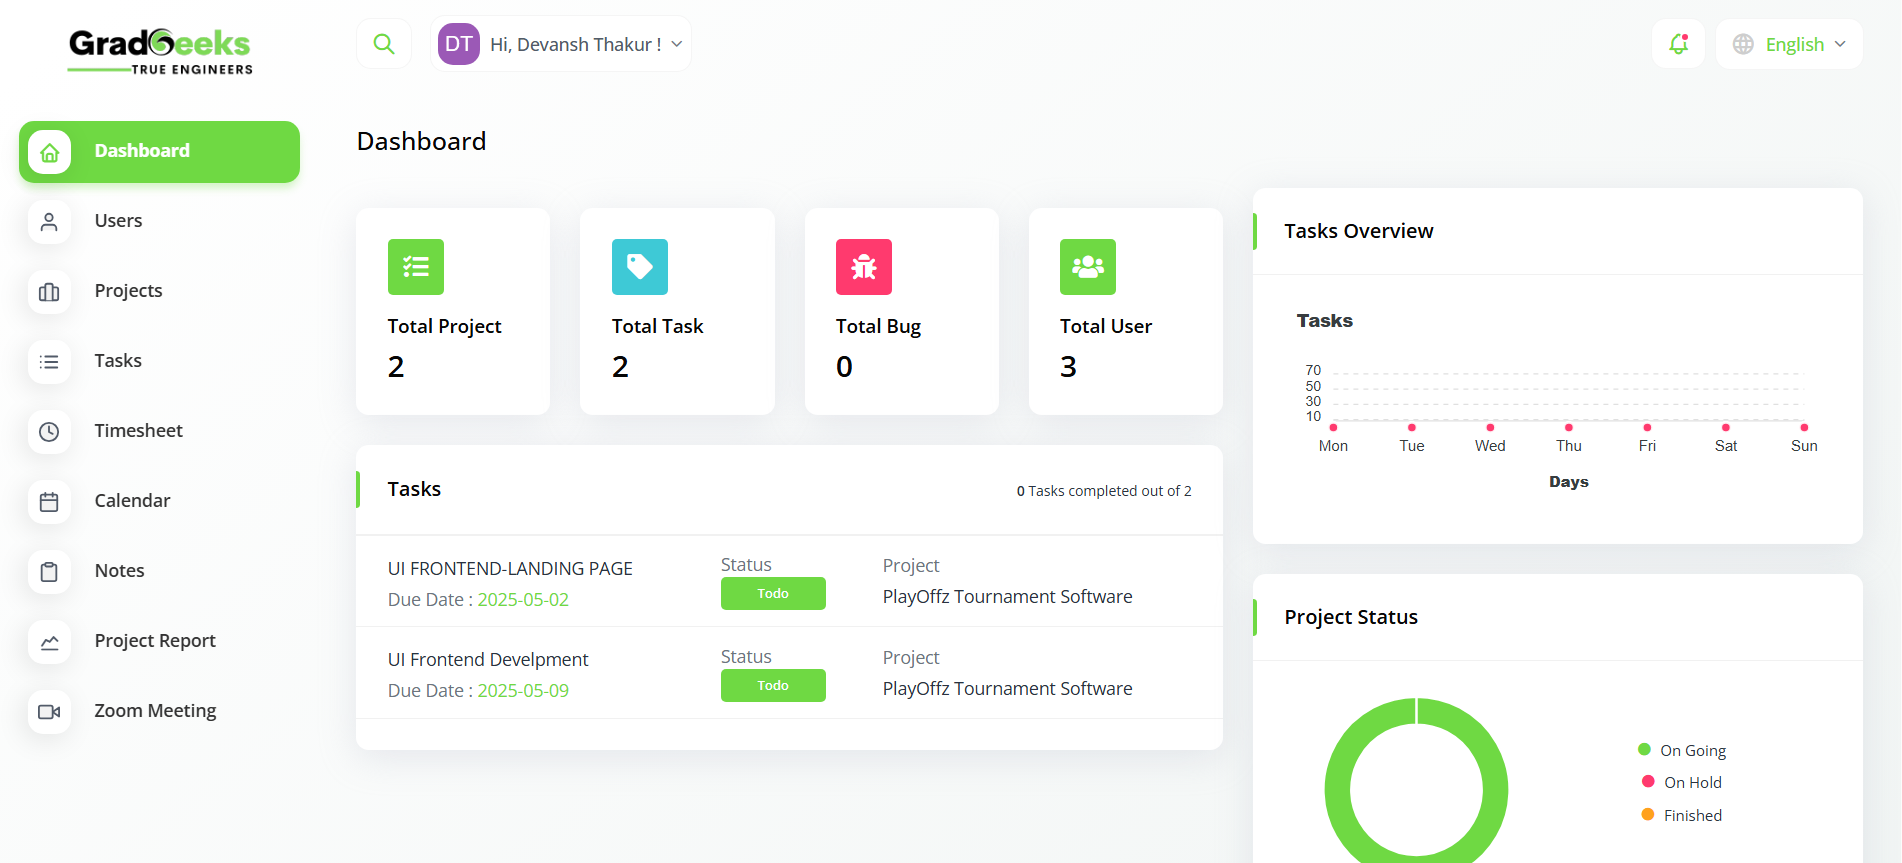 GradGeeks
TRUE ENGINEERS
DT Hi, Devansh Thakur !
English
Dashboard
Users
Projects
Tasks
Timesheet
Calendar
Notes
Project Report
Zoom Meeting
Dashboard
Total Project
2
Total Task
2
Total Bug
0
Total User
3
Tasks
0 Tasks completed out of 2
UI FRONTEND-LANDING PAGE
Due Date : 2025-05-02
Status
Todo
Project
PlayOffz Tournament Software
UI Frontend Develpment
Due Date : 2025-05-09
Status
Todo
Project
PlayOffz Tournament Software
Tasks Overview
Tasks
70
50
30
10
Mon Tue Wed Thu Fri Sat Sun
Days
Project Status
On Going
On Hold
Finished